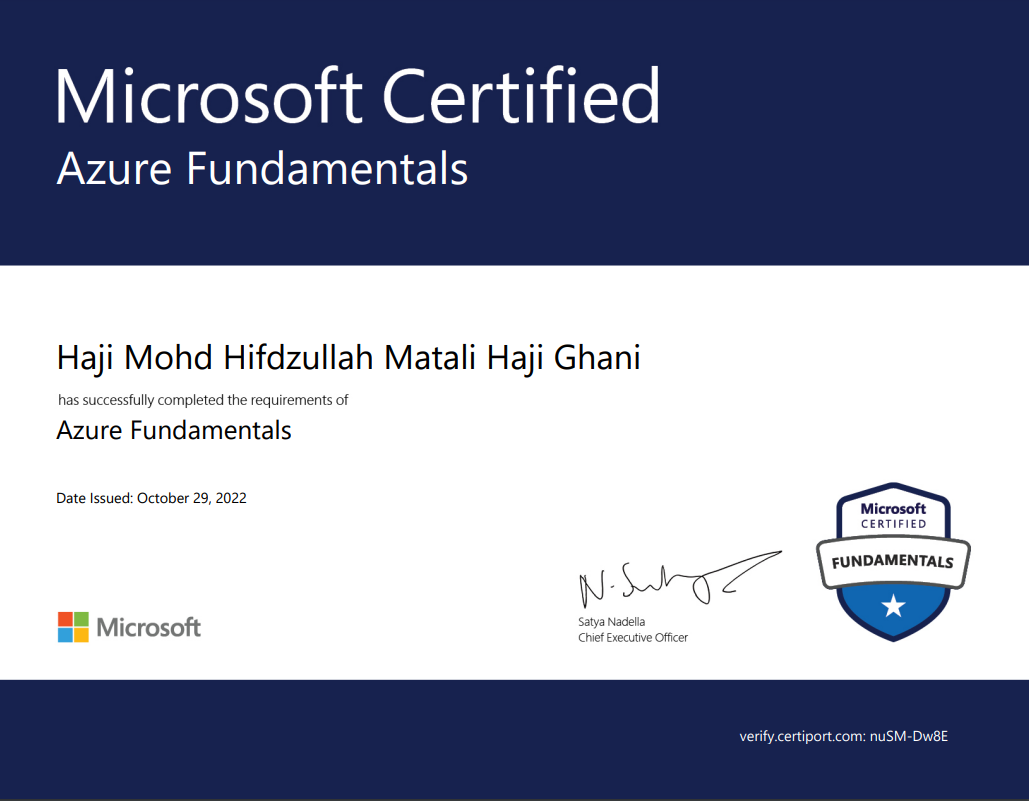 Microsoft Certified
Azure Fundamentals
Haji Mohd Hifdzullah Matali Haji Ghani
has successfully completed the requirements of
Azure Fundamentals
Date Issued: October 29, 2022
Microsoft
CERTIFIED
FUNDAMENTALS
N. Satya
Satya Nadella
Chief Executive Officer
Microsoft
verify.certiport.com: nuSM-Dw8E